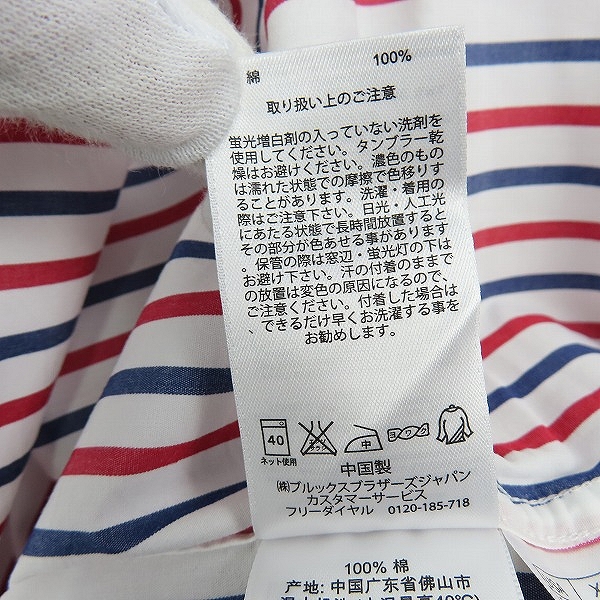 綿 100%
取り扱い上のご注意
蛍光増白剤の入っていない洗剤を
使用してください。タンブラー乾
燥はお避けください。濃色のもの
は濡れた状態での摩擦で色移りす
ることがあります。洗濯・着用の
際はご注意下さい。日光・人工光
にあたる状態で長時間放置すると
その部分が色あせる事があります
。保管の際は窓辺・蛍光灯の下は
お避け下さい。汗の付着のままで
の放置は変色の原因になるので、
ご注意ください。付着した場合は
、できるだけ早くお洗濯する事を
お勧めします。
40 エンソ サラシ 中 ヨワク
ネット使用
中国製
(株)ブルックスブラザーズジャパン
カスタマーサービス
フリーダイヤル 0120-185-718
100% 棉
产地: 中国广东省佛山市